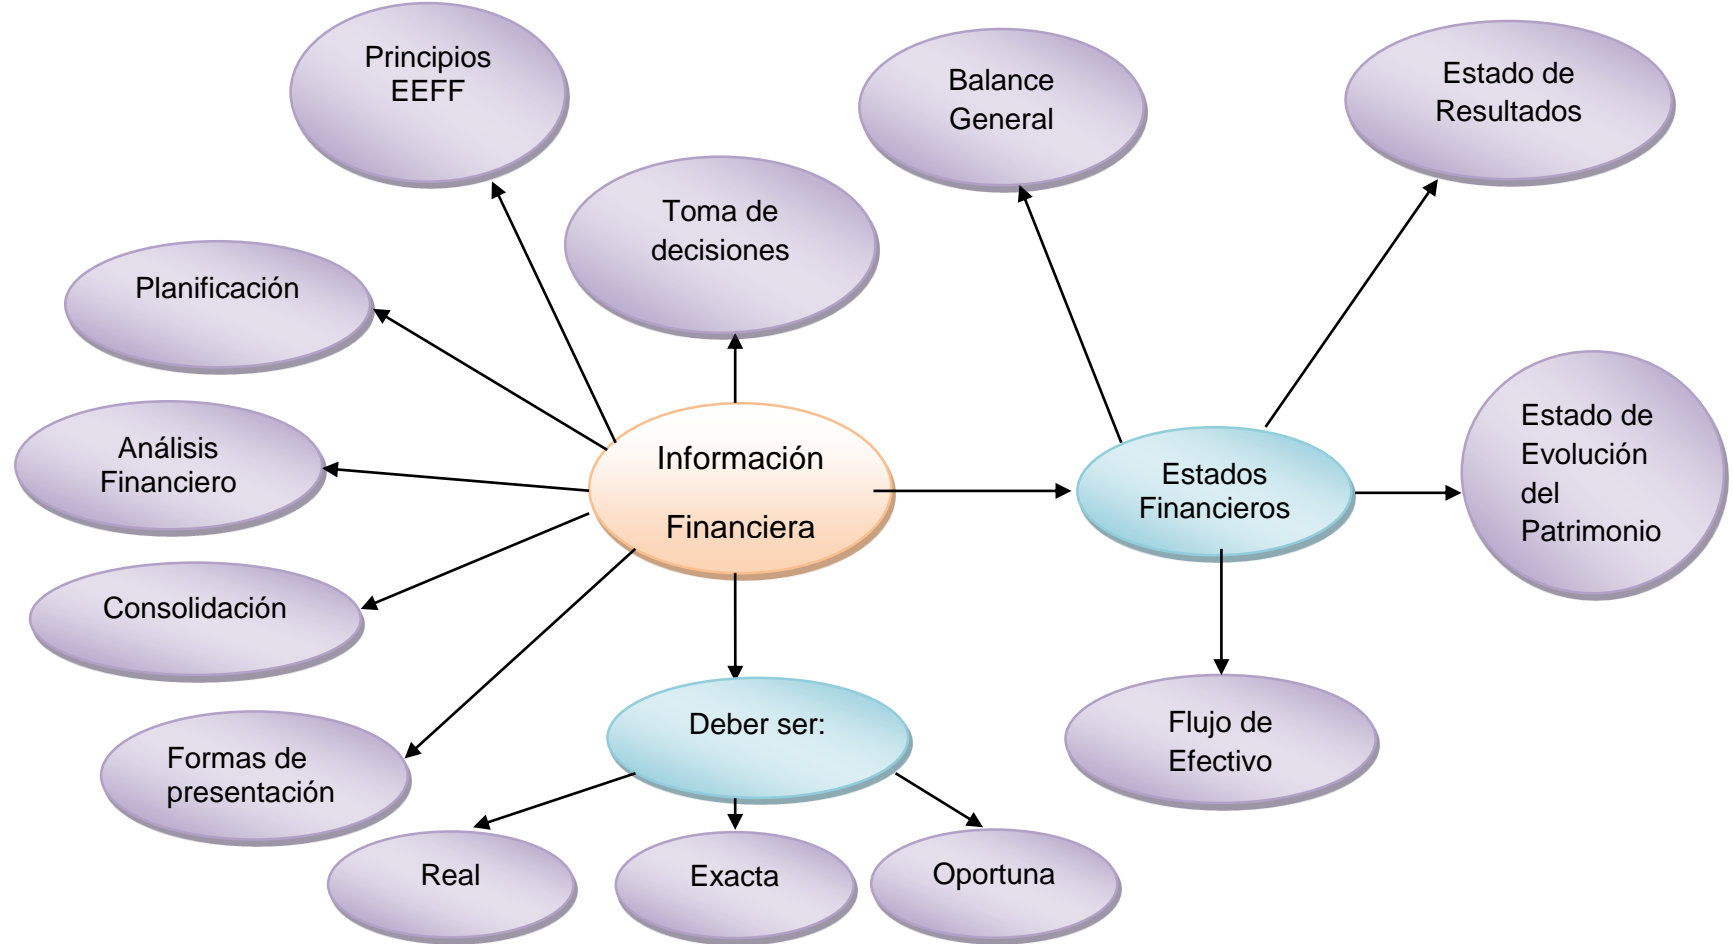 Principios
EEFF
Balance
General
Estado de
Resultados
Toma de
decisiones
Planificación
Análisis
Financiero
Información
Financiera
Estados
Financieros
Estado de
Evolución
del
Patrimonio
Consolidación
Formas de
presentación
Deber ser:
Flujo de
Efectivo
Real
Exacta
Oportuna